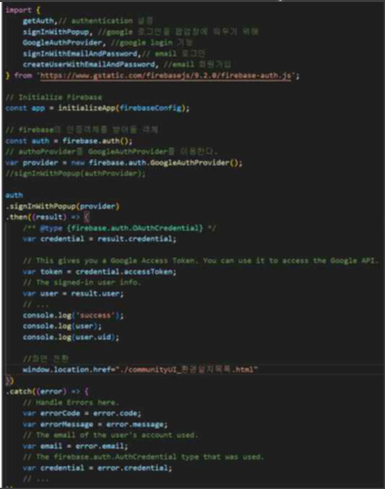 import {
getAuth,// authentication 설정
signInWithPopup, //google 로그인을 팝업창에 띄우기 위해
GoogleAuthProvider, //google login 기능
signInWithEmailAndPassword,// email 로그인
createUserWithEmailAndPassword, //email 회원가입
} from 'https://www.gstatic.com/firebasejs/9.2.0/firebase-auth.js';
// Initialize Firebase
const app = initializeApp(firebaseConfig);
// firebase의 인증객체를 받아올 객체
const auth = firebase.auth();
// authoProvider를 GoogleAuthProvider를 이용한다.
var provider = new firebase.auth.GoogleAuthProvider();
//signInWithPopup(authProvider);
auth
.signInWithPopup(provider)
.then((result) => {
/** @type {firebase.auth.OAuthCredential} */
var credential = result.credential;
// This gives you a Google Access Token. You can use it to access the Google API.
var token = credential.accessToken;
// The signed-in user info.
var user = result.user;
// ...
console.log('success');
console.log(user);
console.log(user.uid);
//화면 전환
window.location.href="./communityUI_환경일지목록.html"
})
.catch((error) => {
// Handle Errors here.
var errorCode = error.code;
var errorMessage = error.message;
// The email of the user's account used.
var email = error.email;
// The firebase.auth.AuthCredential type that was used.
var credential = error.credential;
// ...